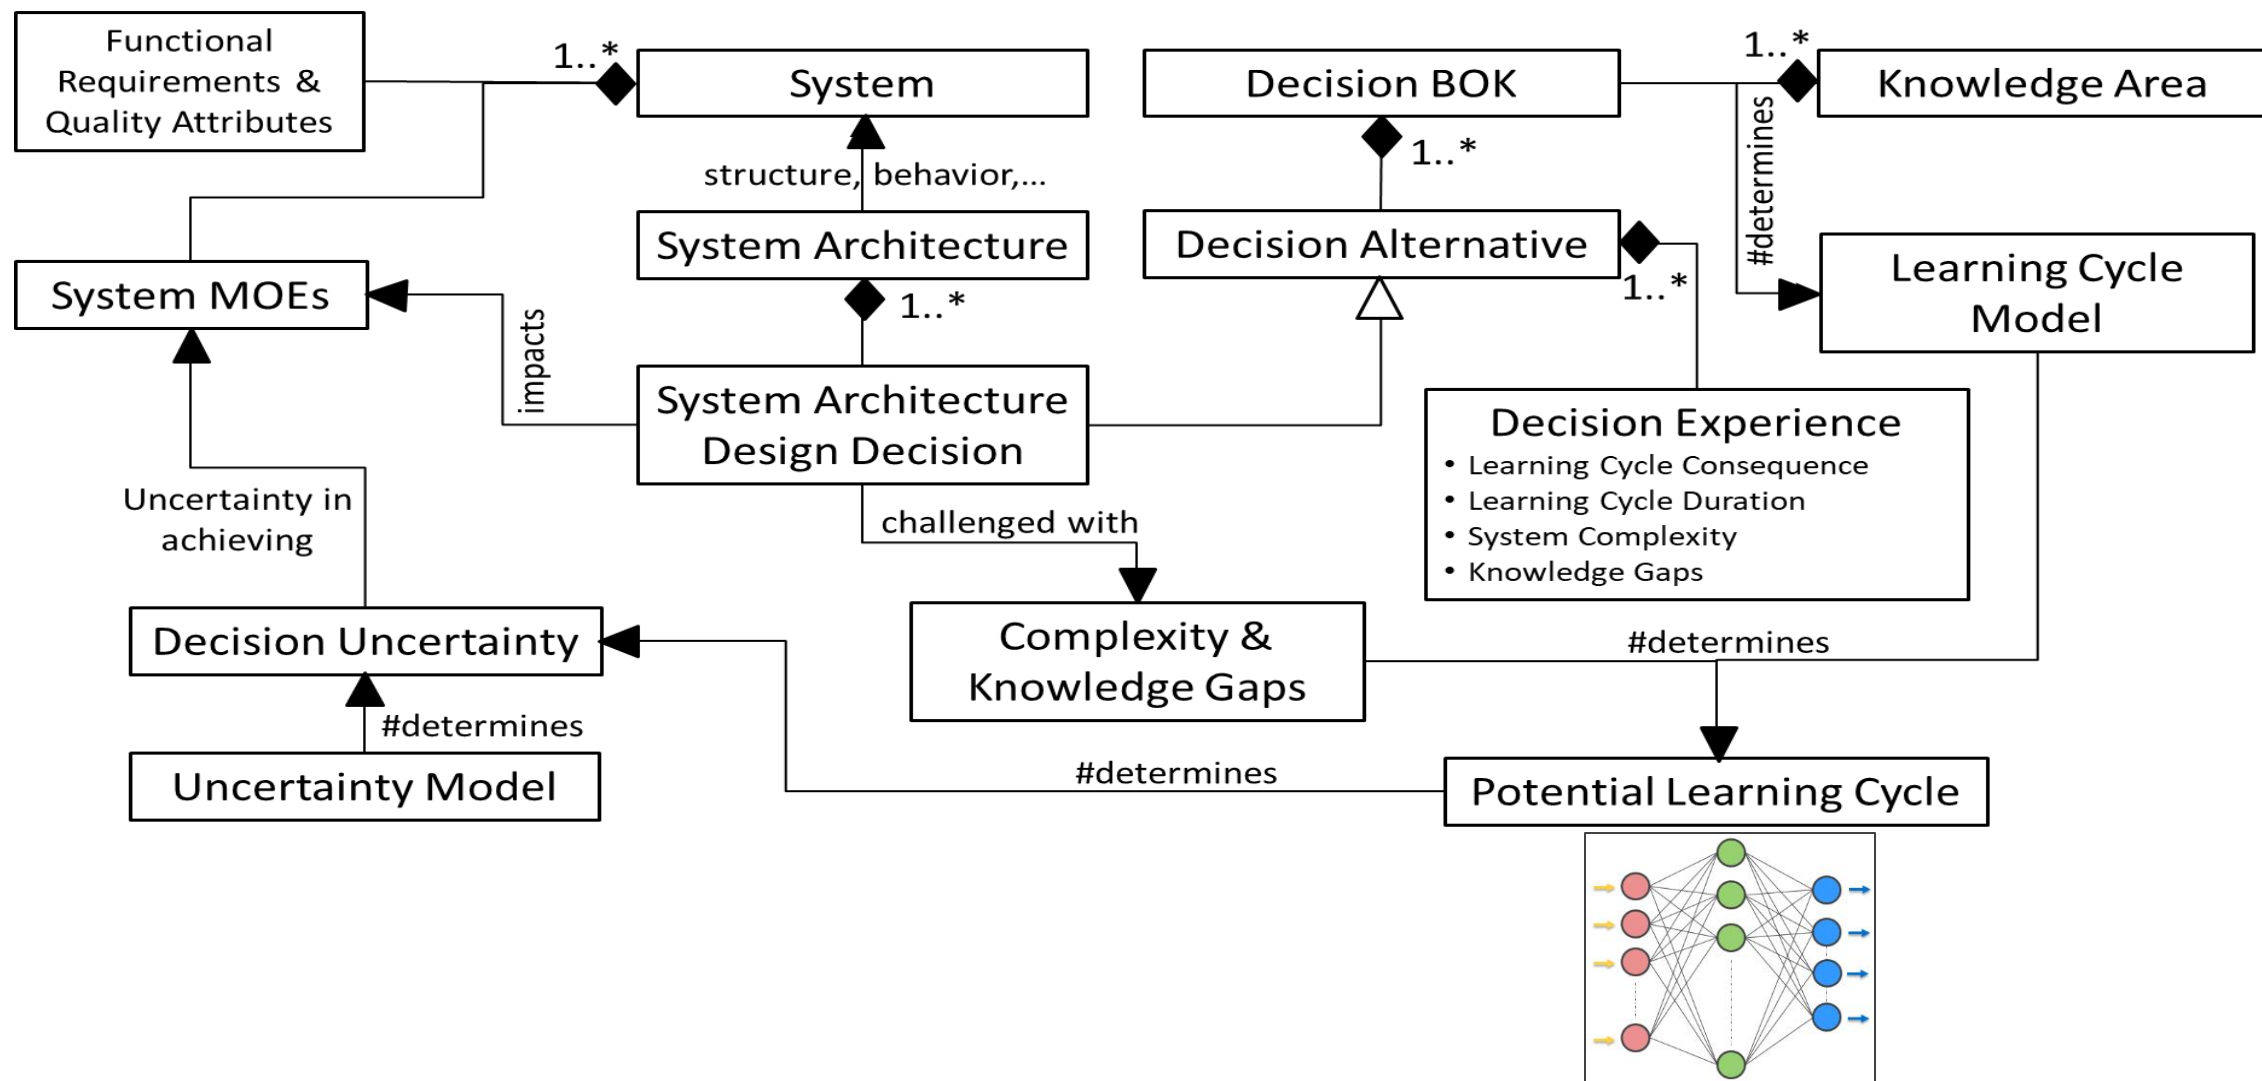 Functional
Requirements &
Quality Attributes
1..*
System
Decision BOK
1..*
Knowledge Area
structure, behavior,...
1..*
#determines
System Architecture
Decision Alternative
1..*
Learning Cycle
Model
System MOEs
1..*
impacts
System Architecture
Design Decision
Decision Experience
• Learning Cycle Consequence
• Learning Cycle Duration
• System Complexity
• Knowledge Gaps
Uncertainty in
achieving
challenged with
Decision Uncertainty
Complexity &
Knowledge Gaps
#determines
#determines
Uncertainty Model
#determines
Potential Learning Cycle